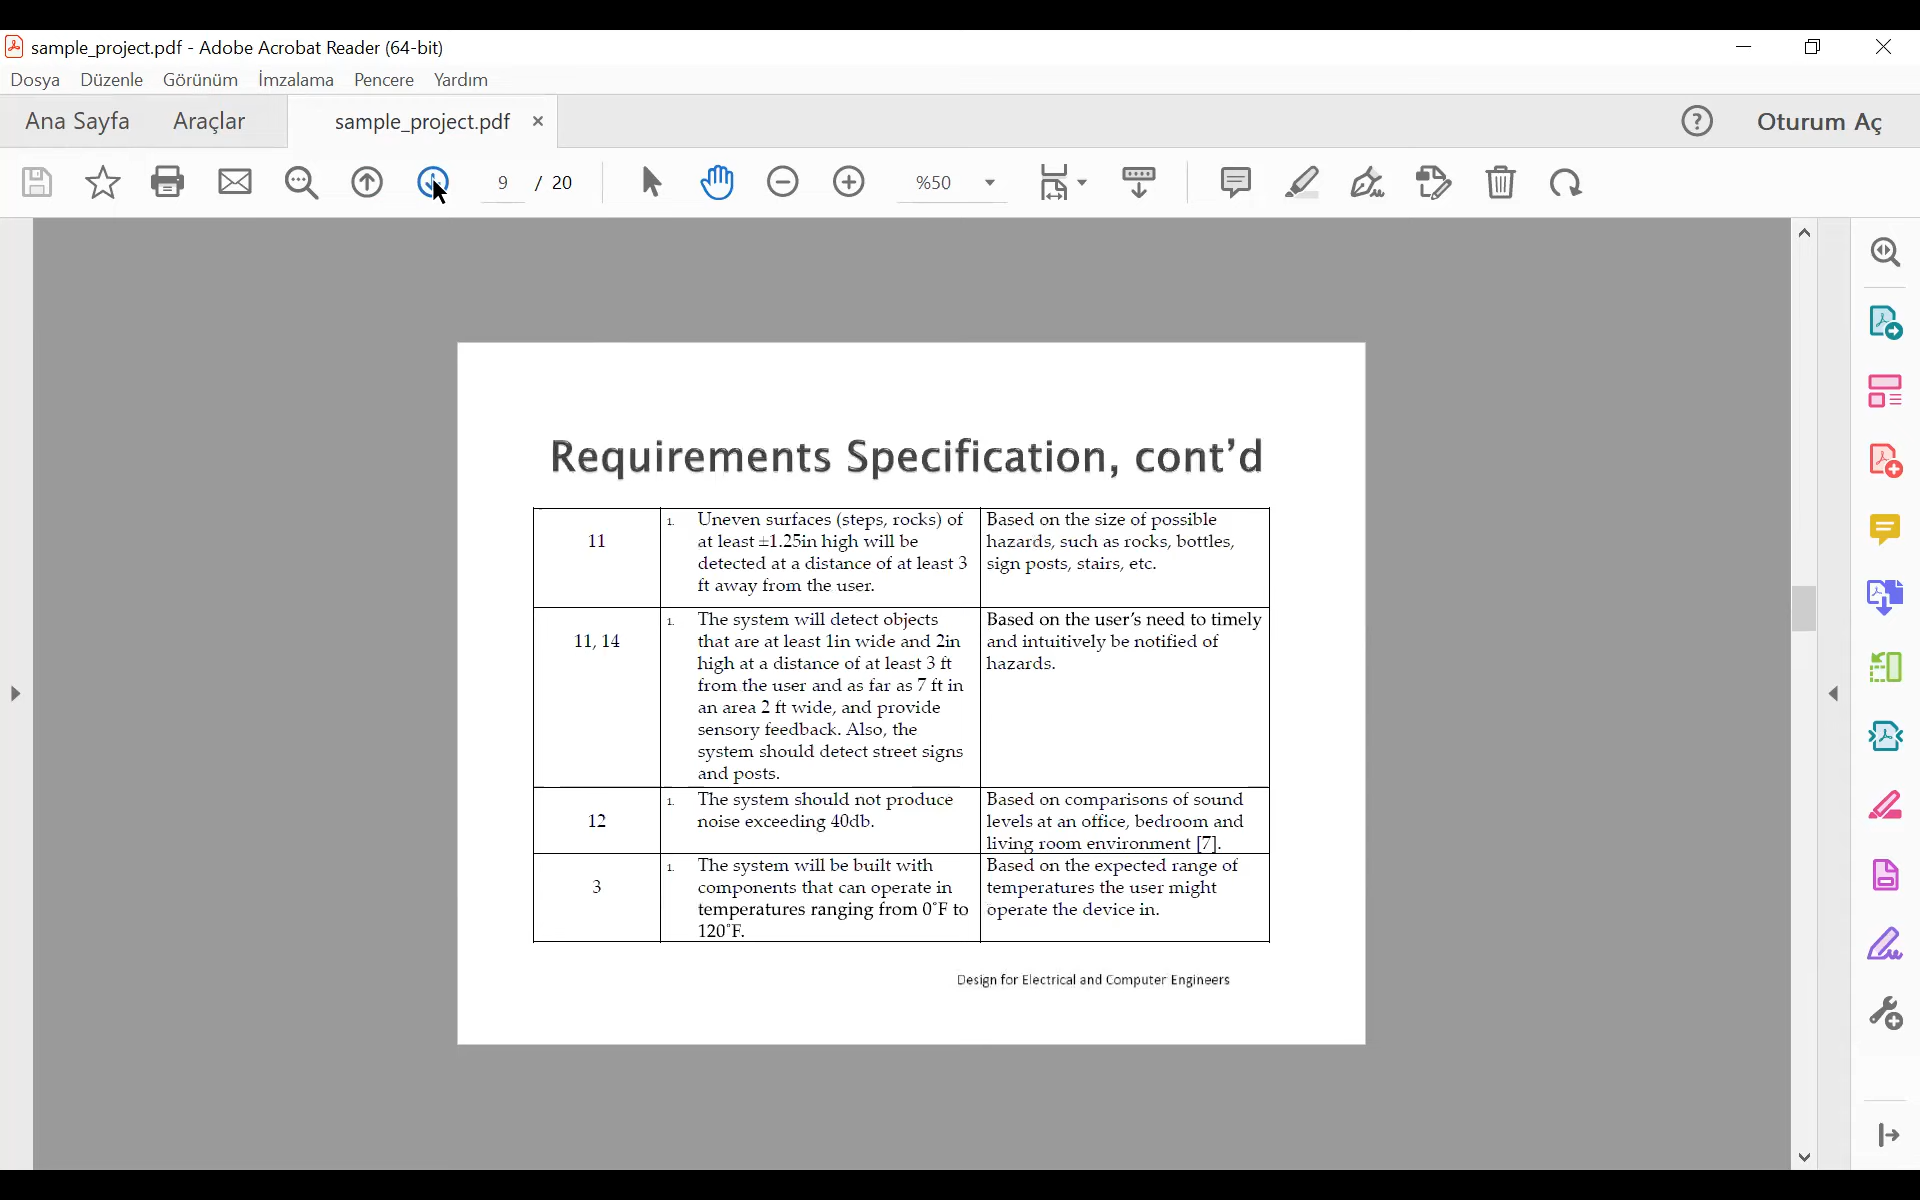 sample_project.pdf - Adobe Acrobat Reader (64-bit)
Dosya Düzenle Görünüm İmzalama Pencere Yardım
Ana Sayfa Araçlar sample_project.pdf × ? Oturum Aç
9 / 20 %50
Requirements Specification, cont’d
11
1. Uneven surfaces (steps, rocks) of
at least ±1.25in high will be
detected at a distance of at least 3
ft away from the user.
Based on the size of possible
hazards, such as rocks, bottles,
sign posts, stairs, etc.
11, 14
1. The system will detect objects
that are at least 1in wide and 2in
high at a distance of at least 3 ft
from the user and as far as 7 ft in
an area 2 ft wide, and provide
sensory feedback. Also, the
system should detect street signs
and posts.
Based on the user’s need to timely
and intuitively be notified of
hazards.
12
1. The system should not produce
noise exceeding 40db.
Based on comparisons of sound
levels at an office, bedroom and
living room environment [7].
3
1. The system will be built with
components that can operate in
temperatures ranging from 0˚F to
120˚F.
Based on the expected range of
temperatures the user might
operate the device in.
Design for Electrical and Computer Engineers